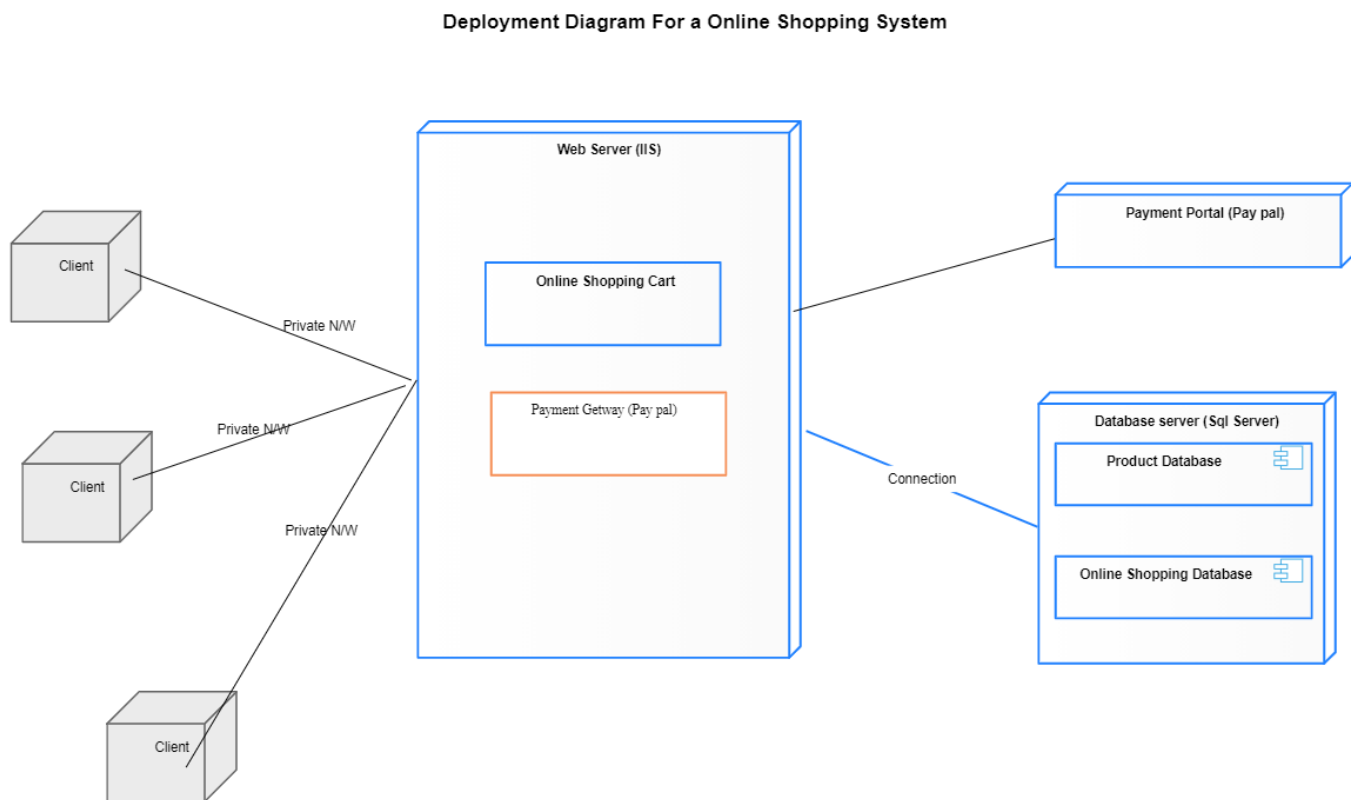 Deployment Diagram For a Online Shopping System
Web Server (IIS)
Payment Portal (Pay pal)
Client
Online Shopping Cart
Private N/W
Payment Getway (Pay pal)
Database server (Sql Server)
Private N/W
Product Database
Client
Connection
Private N/W
Online Shopping Database
Client